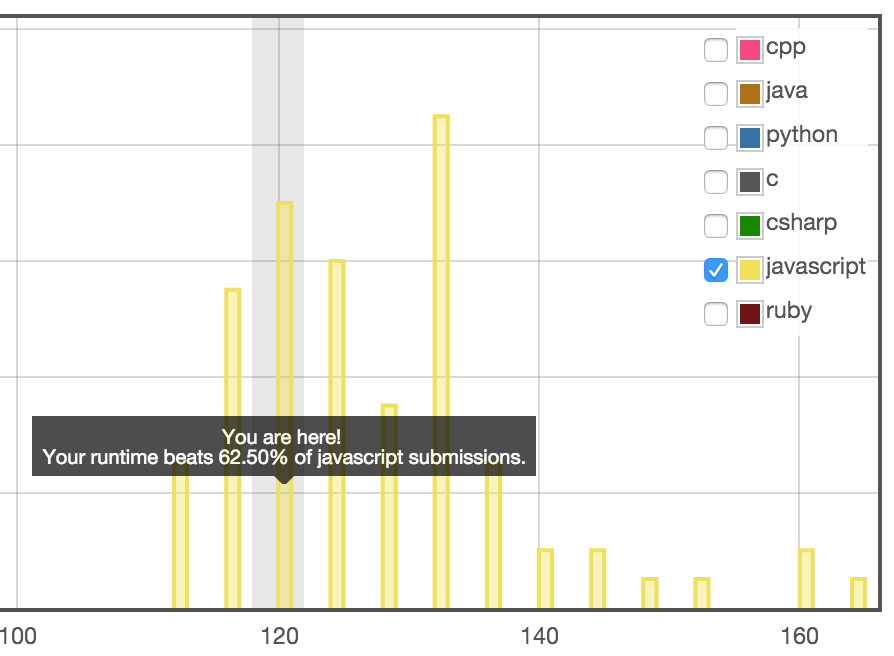 cpp
java
python
c
csharp
javascript
ruby
You are here!
Your runtime beats 62.50% of javascript submissions.
100 120 140 160